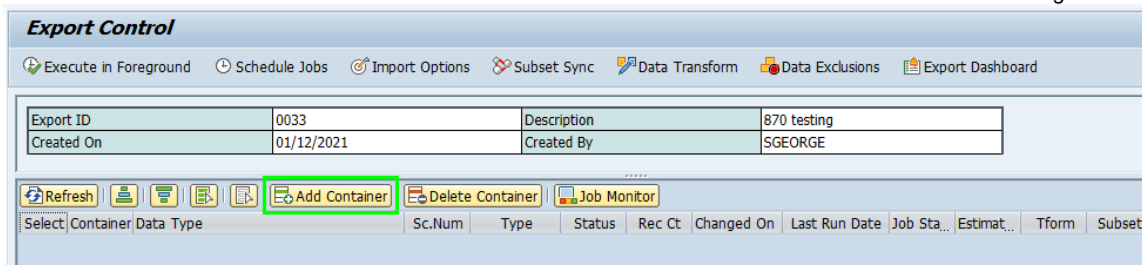 Export Control
Execute in Foreground Schedule Jobs Import Options Subset Sync Data Transform Data Exclusions Export Dashboard
Export ID 0033 Description 870 testing
Created On 01/12/2021 Created By SGEORGE
Refresh Add Container Delete Container Job Monitor
Select Container Data Type Sc.Num Type Status Rec Ct Changed On Last Run Date Job Sta... Estimat... Tform Subset